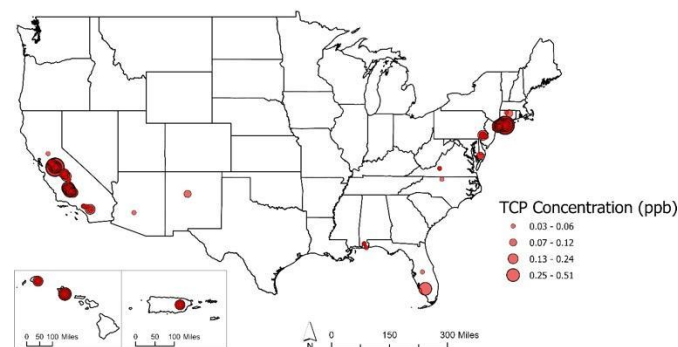 TCP Concentration (ppb)
0.03 - 0.06
0.07 - 0.12
0.13 - 0.24
0.25 - 0.51
0 50 100 Miles
0 50 100 Miles
N
0 150 300 Miles